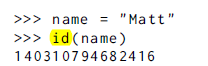 >>> name = "Matt"
>>> id(name)
140310794682416